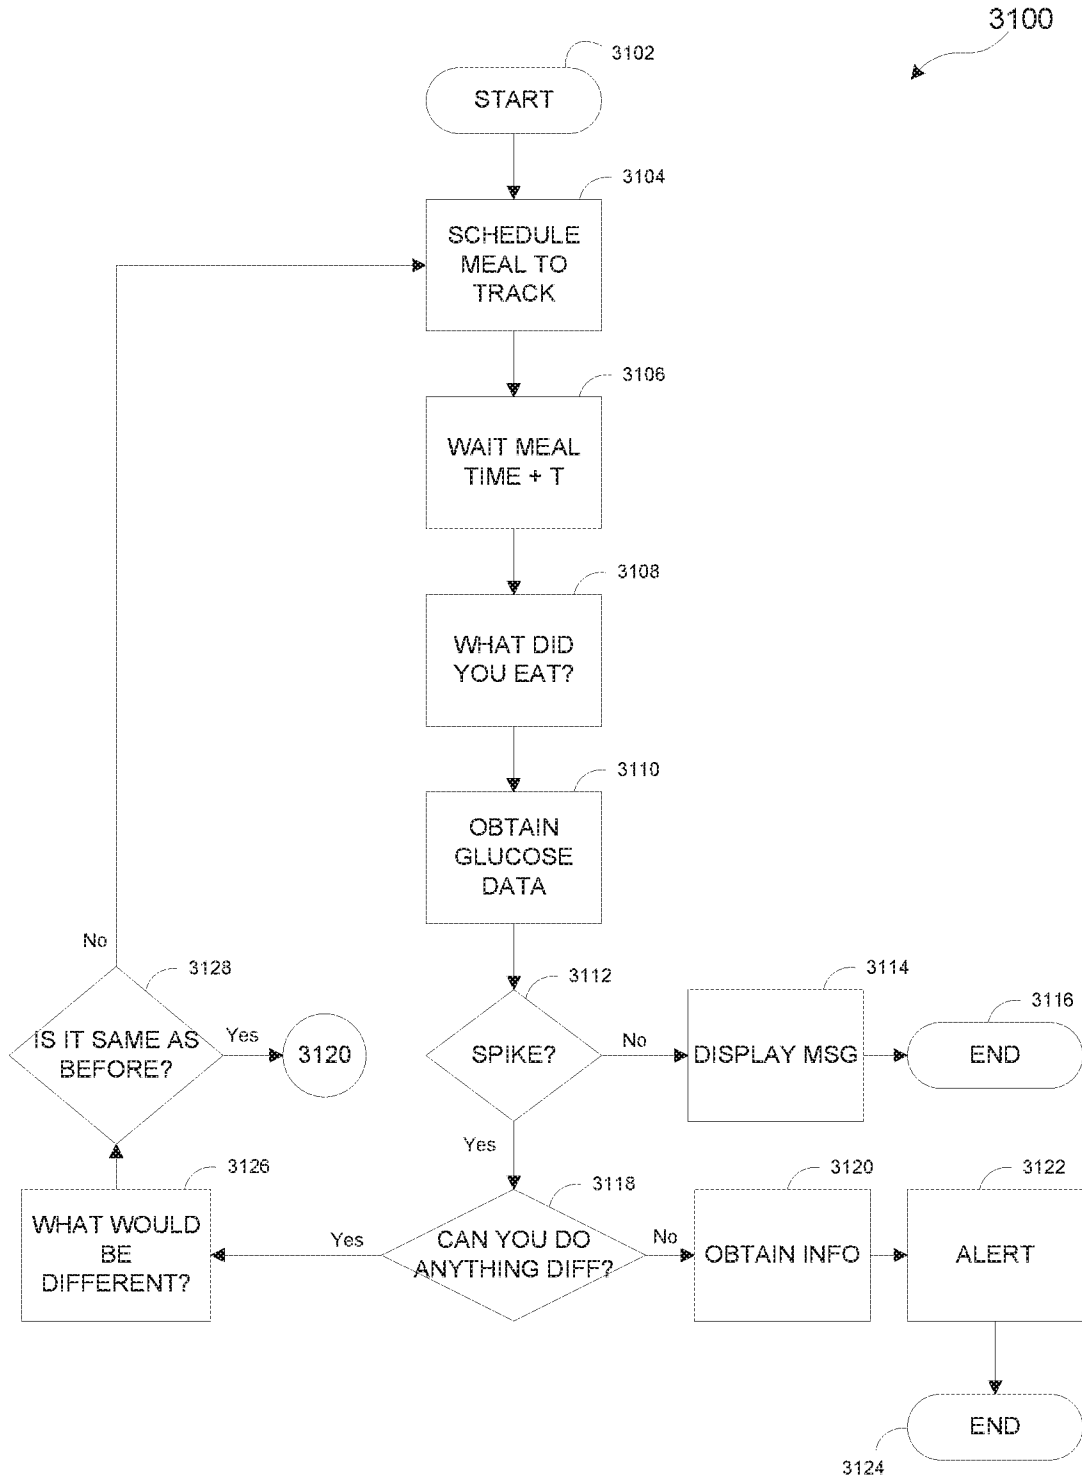 3100
3102
START
3104
SCHEDULE
MEAL TO
TRACK
3106
WAIT MEAL
TIME + T
3108
WHAT DID
YOU EAT?
3110
OBTAIN
GLUCOSE
DATA
No
3128
IS IT SAME AS
BEFORE?
Yes
3120
3112
SPIKE?
No
3114
DISPLAY MSG
3116
END
Yes
3126
WHAT WOULD
BE
DIFFERENT?
Yes
3118
CAN YOU DO
ANYTHING DIFF?
No
3120
OBTAIN INFO
3122
ALERT
END
3124